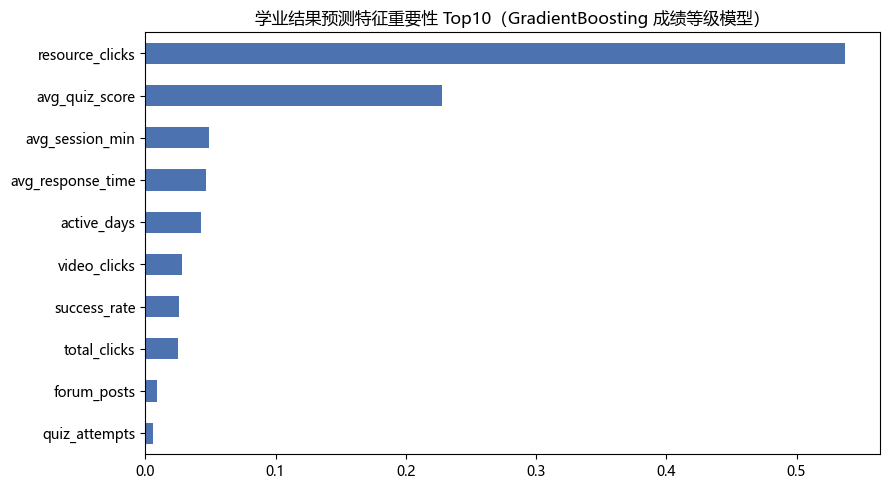 学业结果预测特征重要性 Top10（GradientBoosting 成绩等级模型）
resource_clicks
avg_quiz_score
avg_session_min
avg_response_time
active_days
video_clicks
success_rate
total_clicks
forum_posts
quiz_attempts
0.0 0.1 0.2 0.3 0.4 0.5